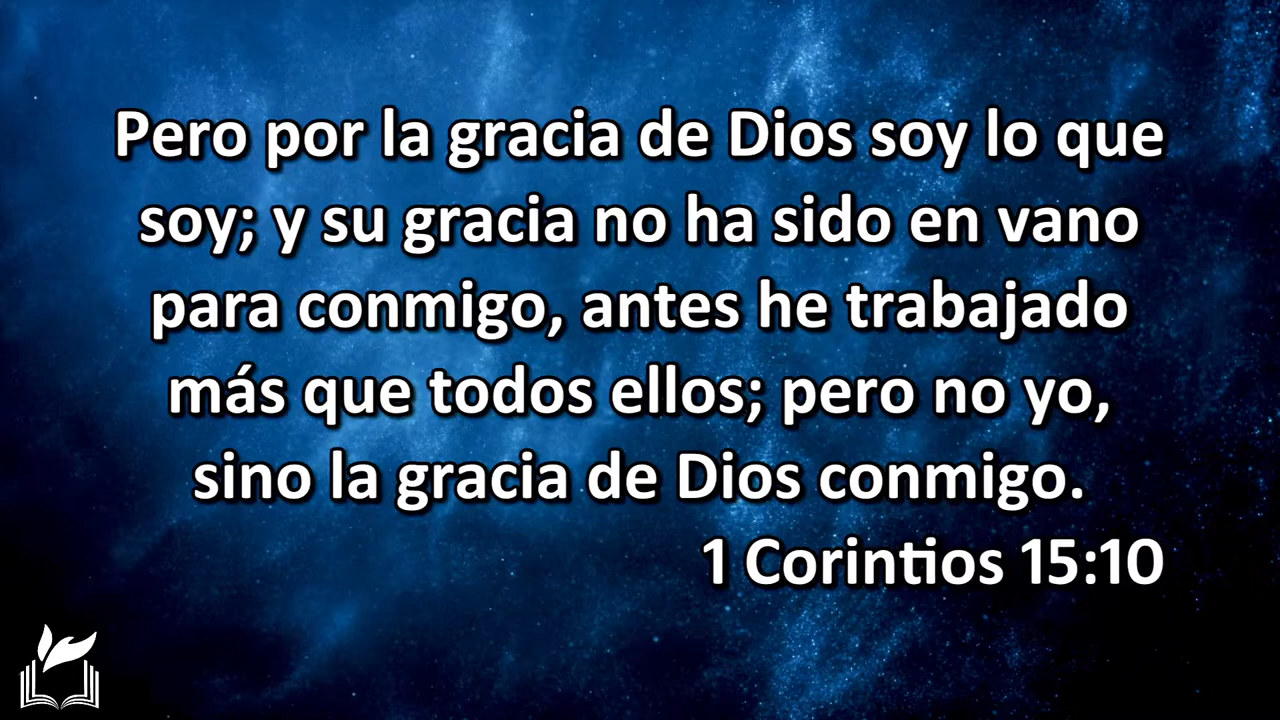 Pero por la gracia de Dios soy lo que
soy; y su gracia no ha sido en vano
para conmigo, antes he trabajado
más que todos ellos; pero no yo,
sino la gracia de Dios conmigo.
1 Corintios 15:10